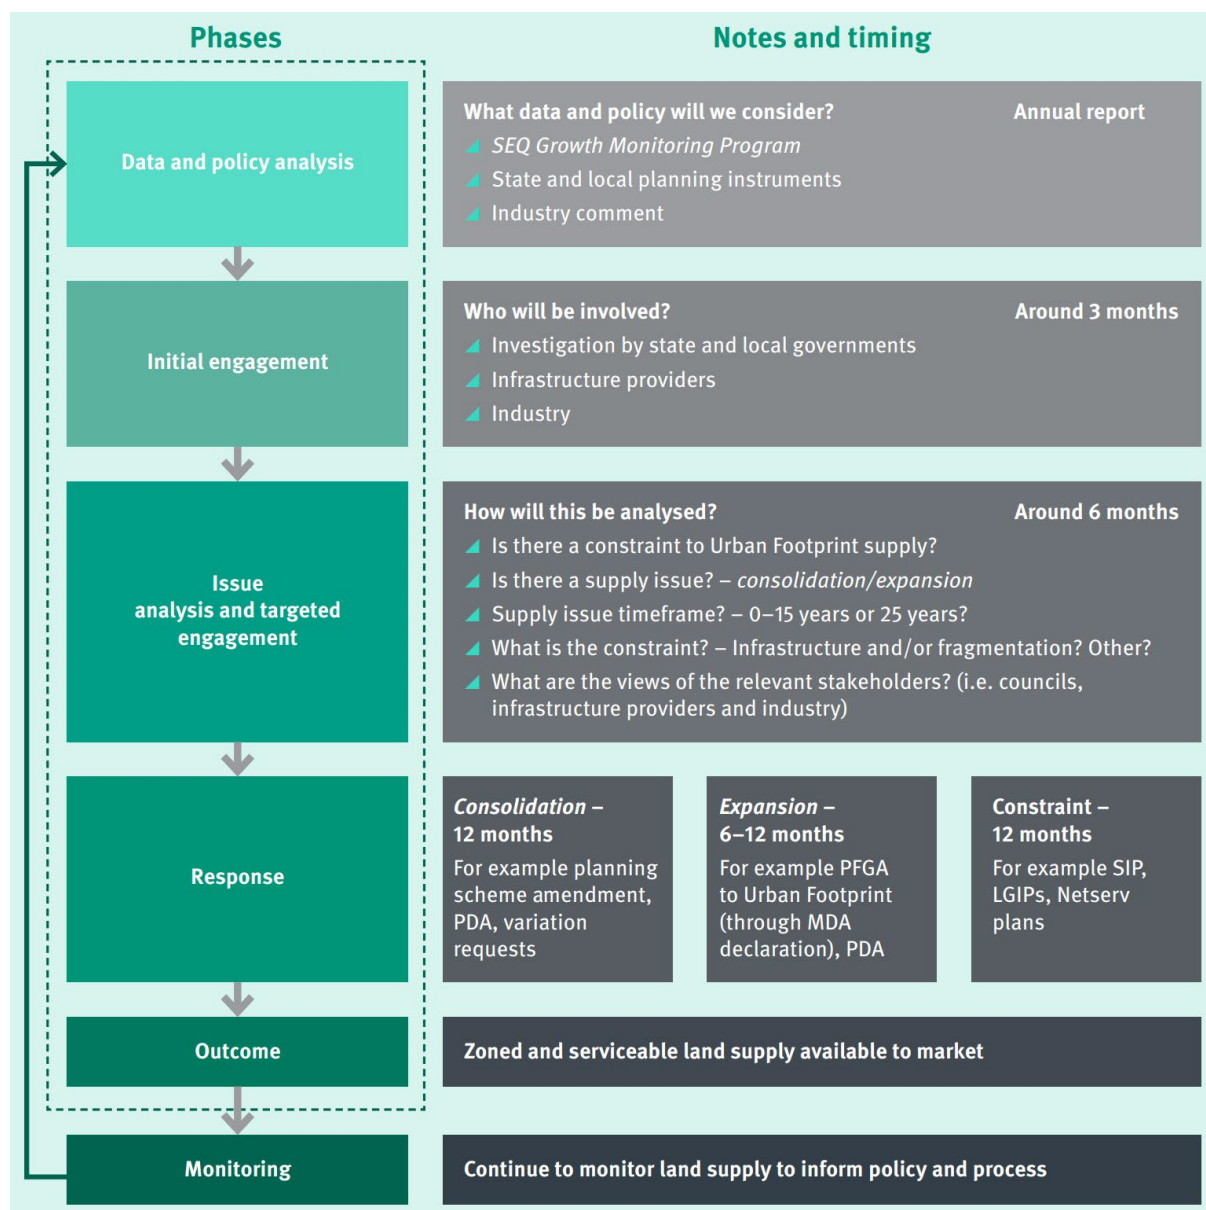 Phases
Notes and timing
Data and policy analysis
What data and policy will we consider?
Annual report
SEQ Growth Monitoring Program
State and local planning instruments
Industry comment
Initial engagement
Who will be involved?
Around 3 months
Investigation by state and local governments
Infrastructure providers
Industry
Issue
analysis and targeted
engagement
How will this be analysed?
Around 6 months
Is there a constraint to Urban Footprint supply?
Is there a supply issue? – consolidation/expansion
Supply issue timeframe? – 0–15 years or 25 years?
What is the constraint? – Infrastructure and/or fragmentation? Other?
What are the views of the relevant stakeholders? (i.e. councils,
infrastructure providers and industry)
Response
Consolidation –
12 months
For example planning
scheme amendment,
PDA, variation
requests
Expansion –
6–12 months
For example PFGA
to Urban Footprint
(through MDA
declaration), PDA
Constraint –
12 months
For example SIP,
LGIPs, Netserv
plans
Outcome
Zoned and serviceable land supply available to market
Monitoring
Continue to monitor land supply to inform policy and process